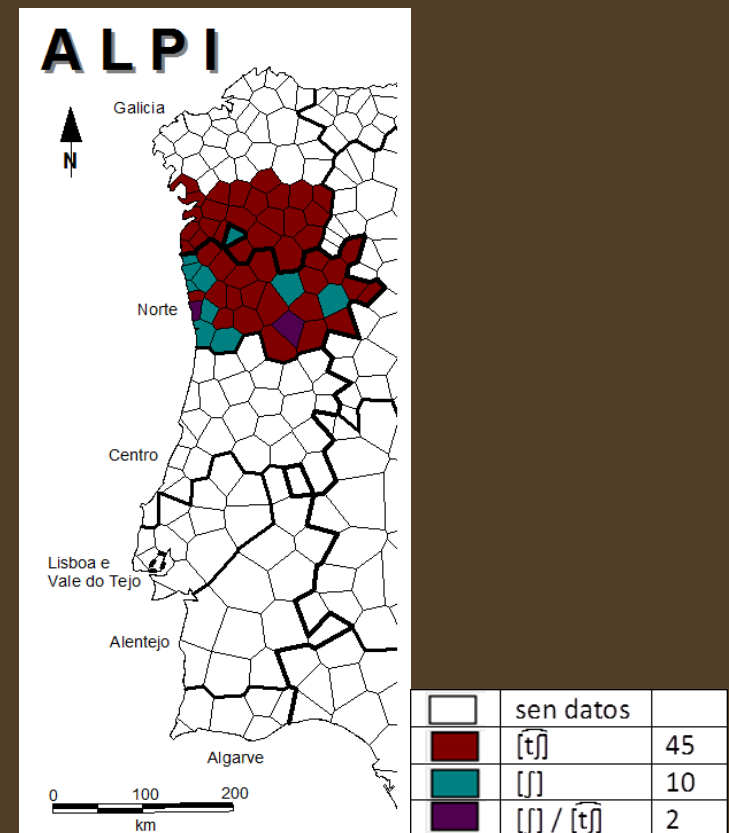 ALPI
Galicia
N
Norte
Centro
Lisboa e
Vale do Tejo
Alentejo
Algarve
0 100 200
km
sen datos
[t͡ʃ] 45
[ʃ] 10
[ʃ] / [t͡ʃ] 2